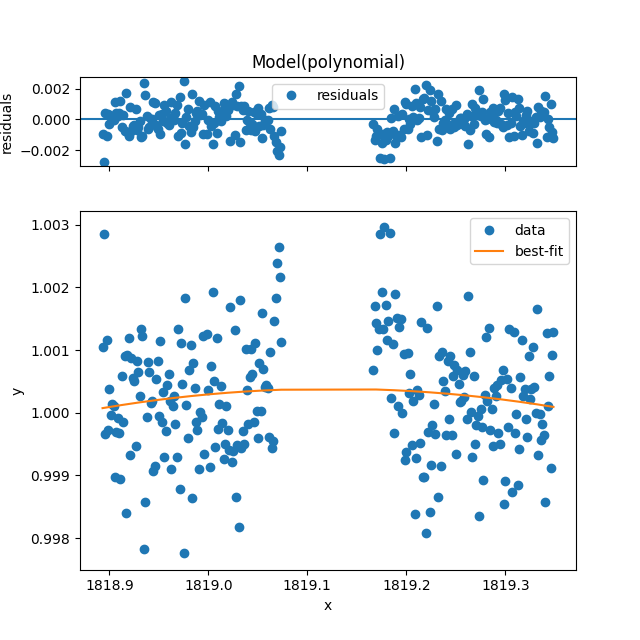 Model(polynomial)
residuals
0.002
0.000
−0.002
residuals
1.003
1.002
1.001
1.000
0.999
0.998
y
data
best-fit
1818.9 1819.0 1819.1 1819.2 1819.3
x